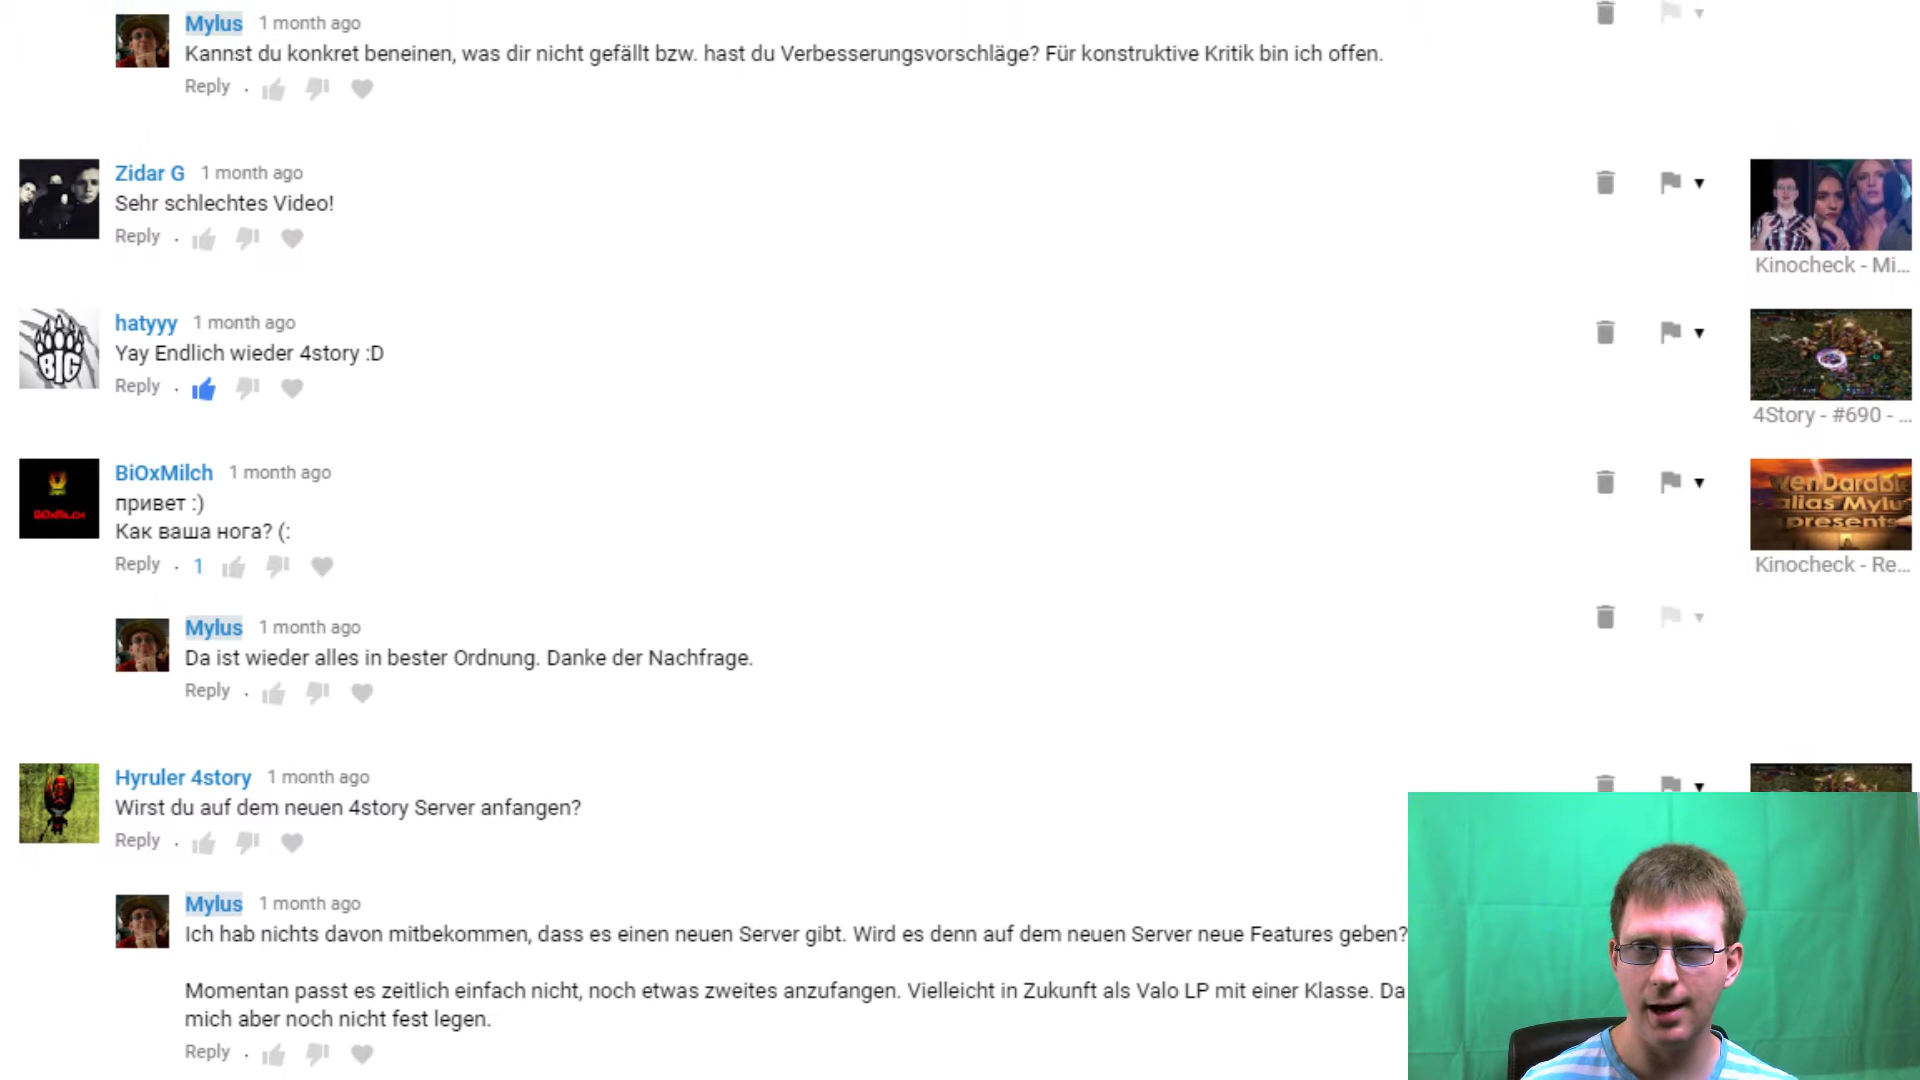 Mylus 1 month ago
Kannst du konkret beneinen, was dir nicht gefällt bzw. hast du Verbesserungsvorschläge? Für konstruktive Kritik bin ich offen.
Reply .
Zidar G 1 month ago
Sehr schlechtes Video!
Reply .
Kinocheck - Mi...
hatyyy 1 month ago
Yay Endlich wieder 4story :D
Reply .
BIG
4Story - #690 - ...
BiOxMilch 1 month ago
привет :)
Как ваша нога? (:
Reply . 1
BiOxMilch
wenDarable
alias Mylu
presents
Kinocheck - Re...
Mylus 1 month ago
Da ist wieder alles in bester Ordnung. Danke der Nachfrage.
Reply .
Hyruler 4story 1 month ago
Wirst du auf dem neuen 4story Server anfangen?
Reply .
Mylus 1 month ago
Ich hab nichts davon mitbekommen, dass es einen neuen Server gibt. Wird es denn auf dem neuen Server neue Features geben?
Momentan passt es zeitlich einfach nicht, noch etwas zweites anzufangen. Vielleicht in Zukunft als Valo LP mit einer Klasse. Da
mich aber noch nicht fest legen.
Reply .